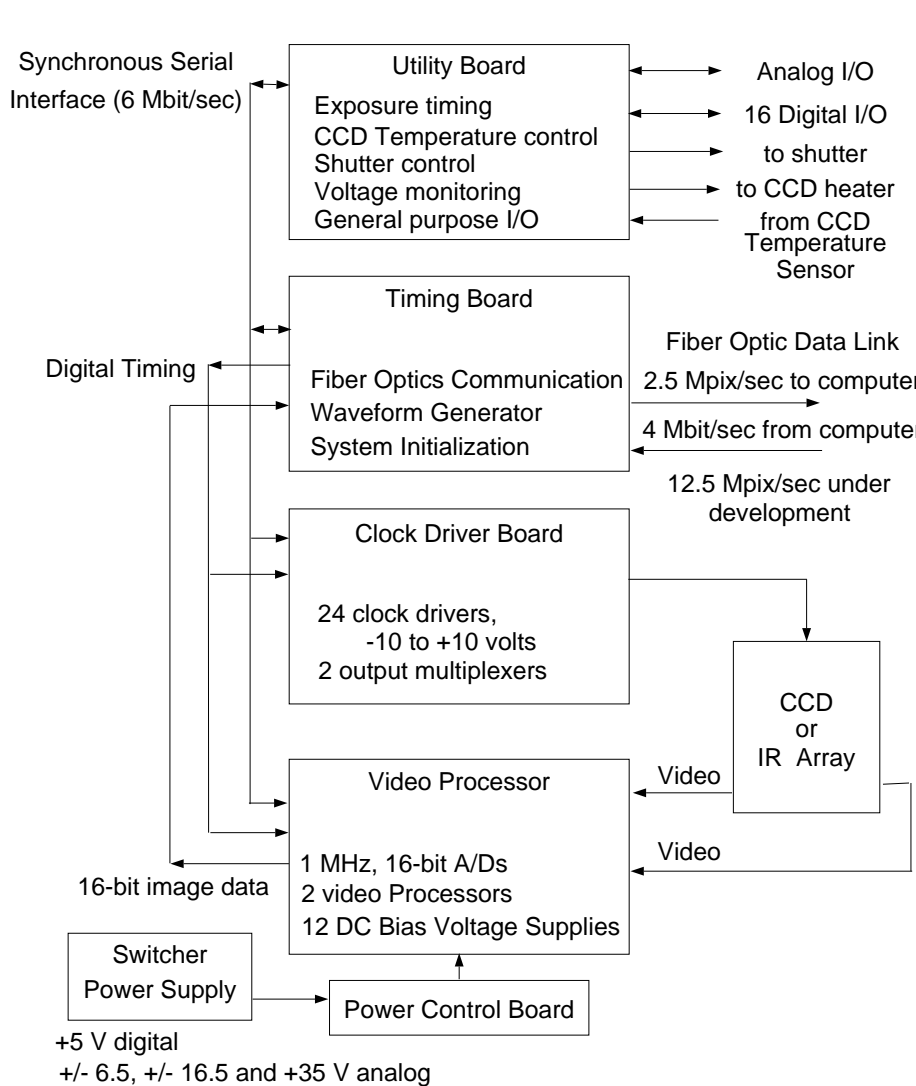 Synchronous Serial
Interface (6 Mbit/sec)
Utility Board
Exposure timing
CCD Temperature control
Shutter control
Voltage monitoring
General purpose I/O
Analog I/O
16 Digital I/O
to shutter
to CCD heater
from CCD
Temperature
Sensor
Timing Board
Digital Timing
Fiber Optics Communication
Waveform Generator
System Initialization
Fiber Optic Data Link
2.5 Mpix/sec to computer
4 Mbit/sec from computer
12.5 Mpix/sec under
development
Clock Driver Board
24 clock drivers,
-10 to +10 volts
2 output multiplexers
CCD
or
IR Array
Video Processor
Video
Video
1 MHz, 16-bit A/Ds
2 video Processors
12 DC Bias Voltage Supplies
16-bit image data
Switcher
Power Supply
Power Control Board
+5 V digital
+/- 6.5, +/- 16.5 and +35 V analog